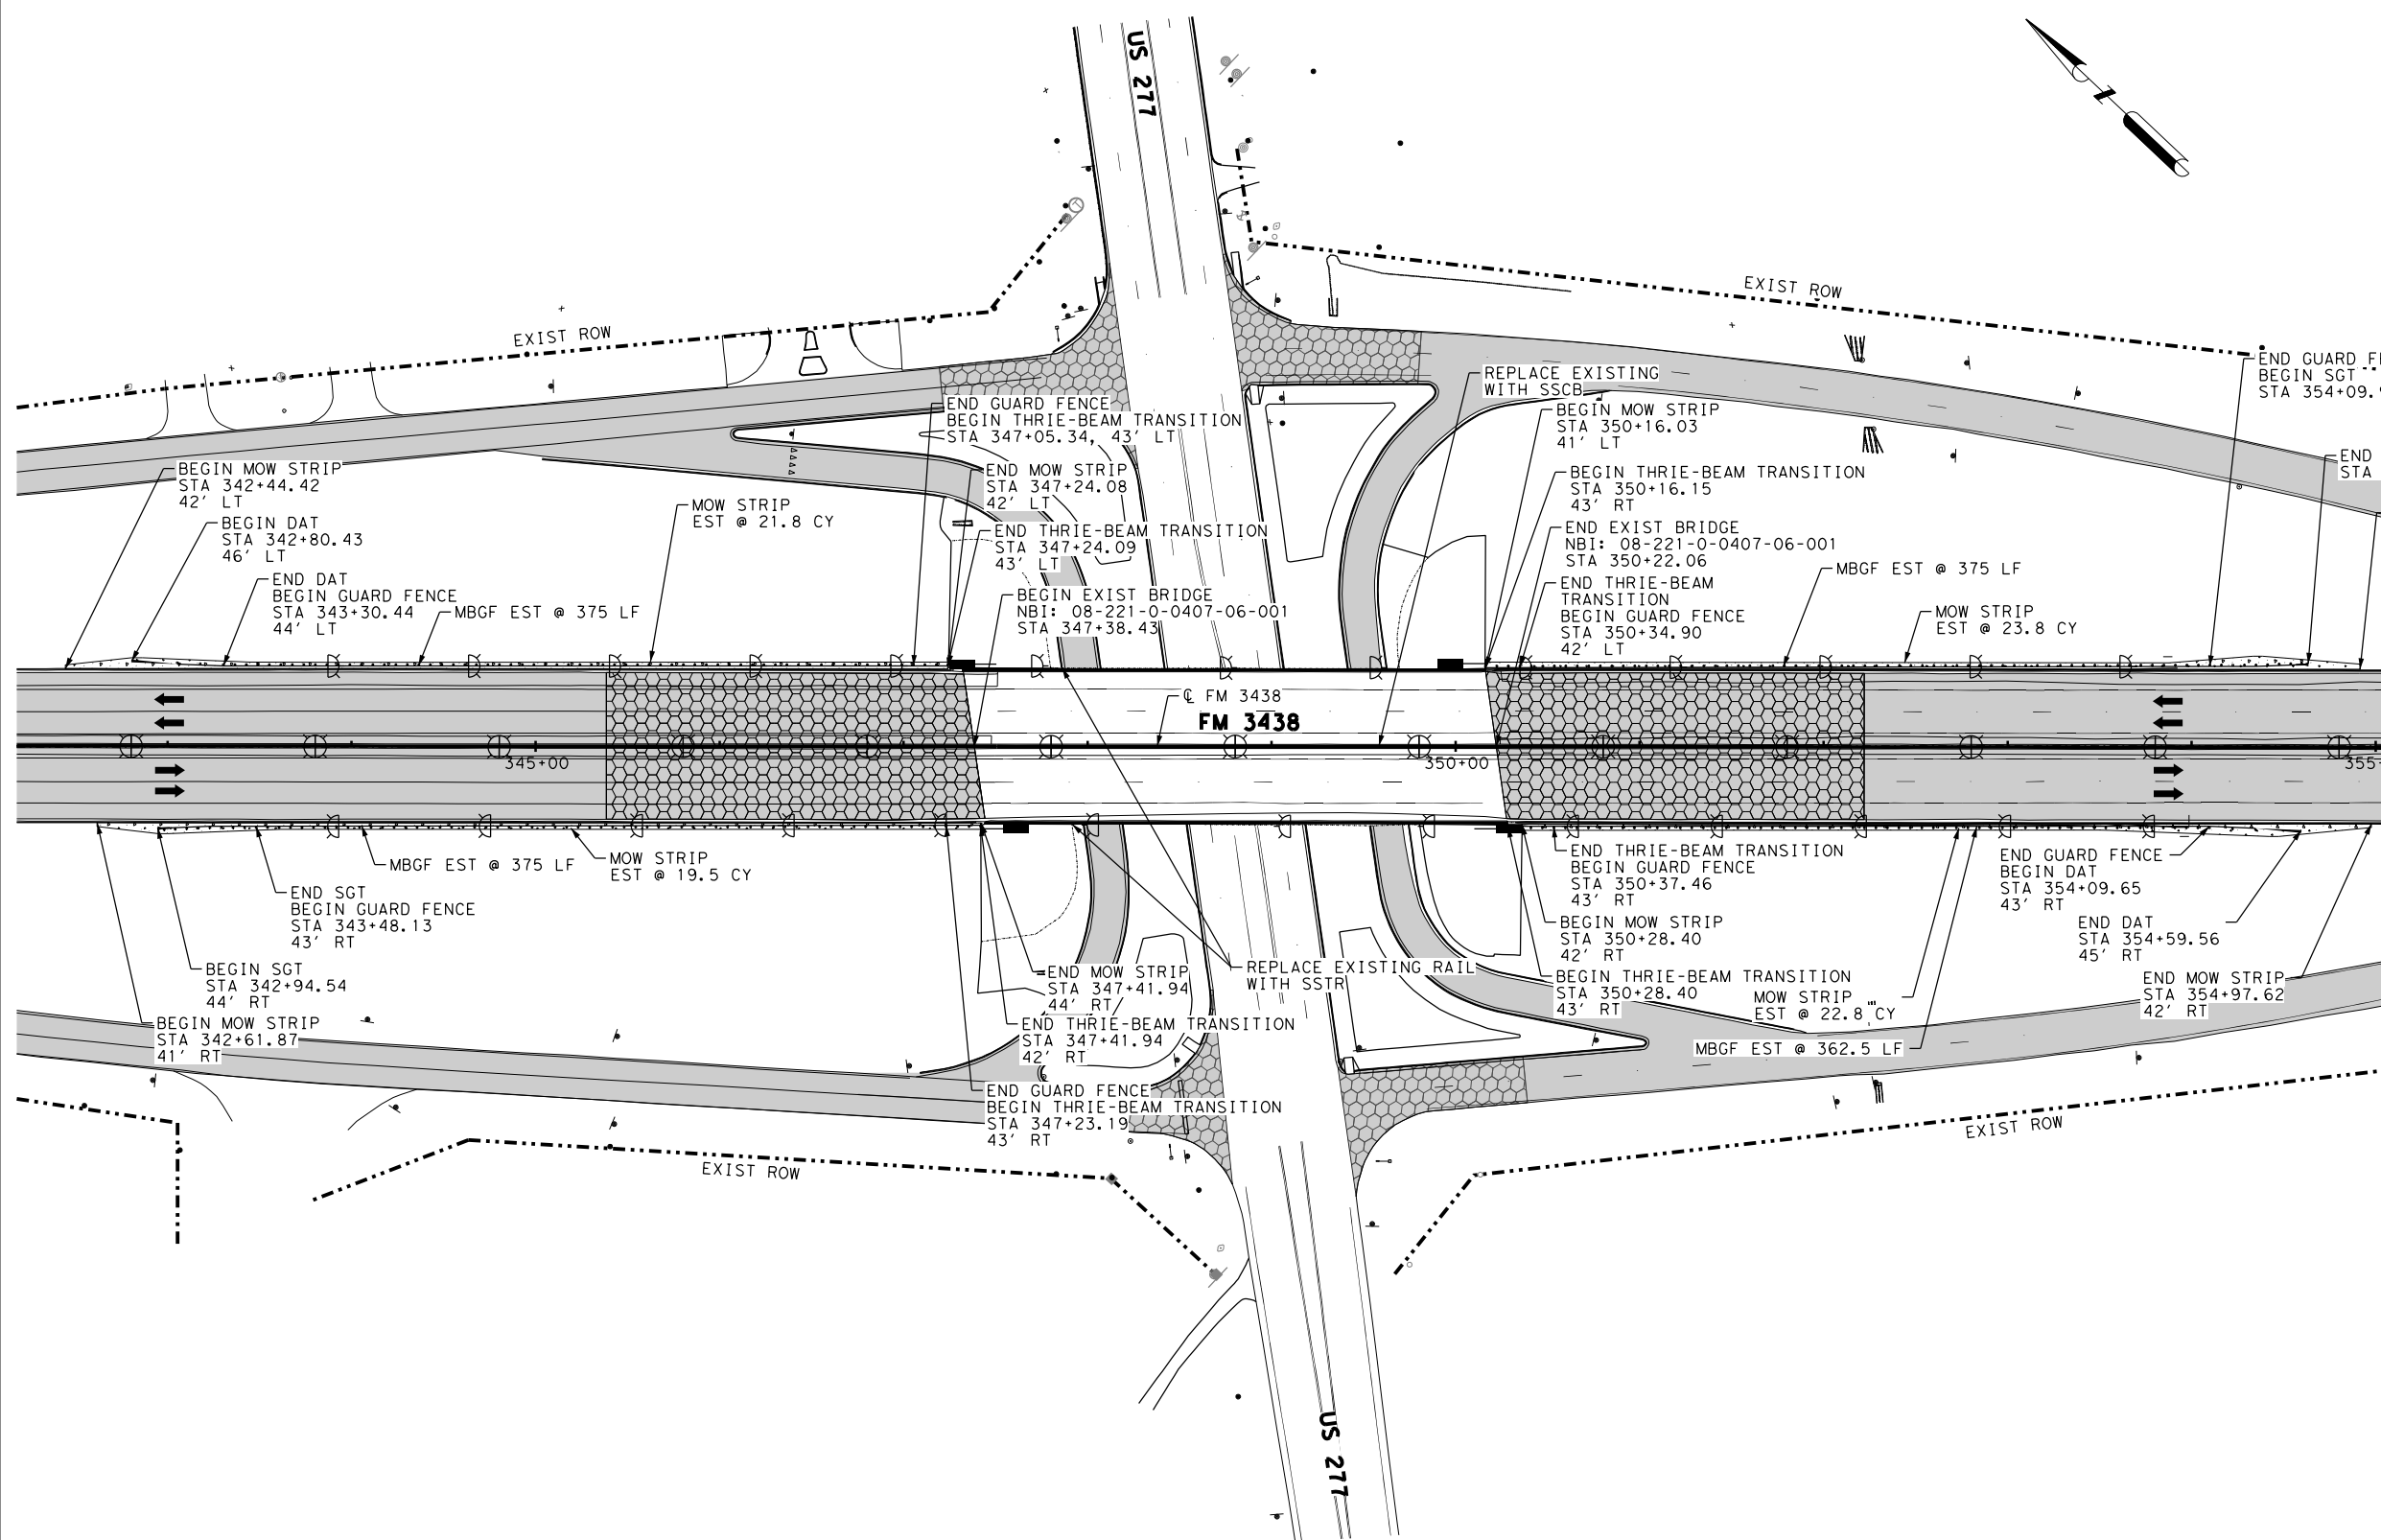 US 277
N
EXIST ROW
EXIST ROW
END GUARD
BEGIN SGT
STA 354+09.
END
STA
REPLACE EXISTING
WITH SSCB
END GUARD FENCE
BEGIN THRIE-BEAM TRANSITION
STA 347+05.34, 43' LT
BEGIN MOW STRIP
STA 350+16.03
41' LT
BEGIN MOW STRIP
STA 342+44.42
42' LT
END MOW STRIP
STA 347+24.08
42' LT
BEGIN THRIE-BEAM TRANSITION
STA 350+16.15
43' RT
BEGIN DAT
STA 342+80.43
46' LT
MOW STRIP
EST @ 21.8 CY
END THRIE-BEAM TRANSITION
STA 347+24.09
43' LT
END EXIST BRIDGE
NBI: 08-221-0-0407-06-001
STA 350+22.06
END DAT
BEGIN GUARD FENCE
STA 343+30.44
44' LT
MBGF EST @ 375 LF
BEGIN EXIST BRIDGE
NBI: 08-221-0-0407-06-001
STA 347+38.43
END THRIE-BEAM
TRANSITION
BEGIN GUARD FENCE
STA 350+34.90
42' LT
MBGF EST @ 375 LF
MOW STRIP
EST @ 23.8 CY
℄ FM 3438
FM 3438
345+00
350+00
355+
MBGF EST @ 375 LF
MOW STRIP
EST @ 19.5 CY
END SGT
BEGIN GUARD FENCE
STA 343+48.13
43' RT
BEGIN SGT
STA 342+94.54
44' RT
BEGIN MOW STRIP
STA 342+61.87
41' RT
END MOW STRIP
STA 347+41.94
44' RT
REPLACE EXISTING RAIL
WITH SSTR
END THRIE-BEAM TRANSITION
STA 347+41.94
42' RT
END GUARD FENCE
BEGIN THRIE-BEAM TRANSITION
STA 347+23.19
43' RT
END THRIE-BEAM TRANSITION
BEGIN GUARD FENCE
STA 350+37.46
43' RT
BEGIN MOW STRIP
STA 350+28.40
42' RT
BEGIN THRIE-BEAM TRANSITION
STA 350+28.40
43' RT
MOW STRIP
EST @ 22.8 CY
MBGF EST @ 362.5 LF
END GUARD FENCE
BEGIN DAT
STA 354+09.65
43' RT
END DAT
STA 354+59.56
45' RT
END MOW STRIP
STA 354+97.62
42' RT
EXIST ROW
EXIST ROW
US 277